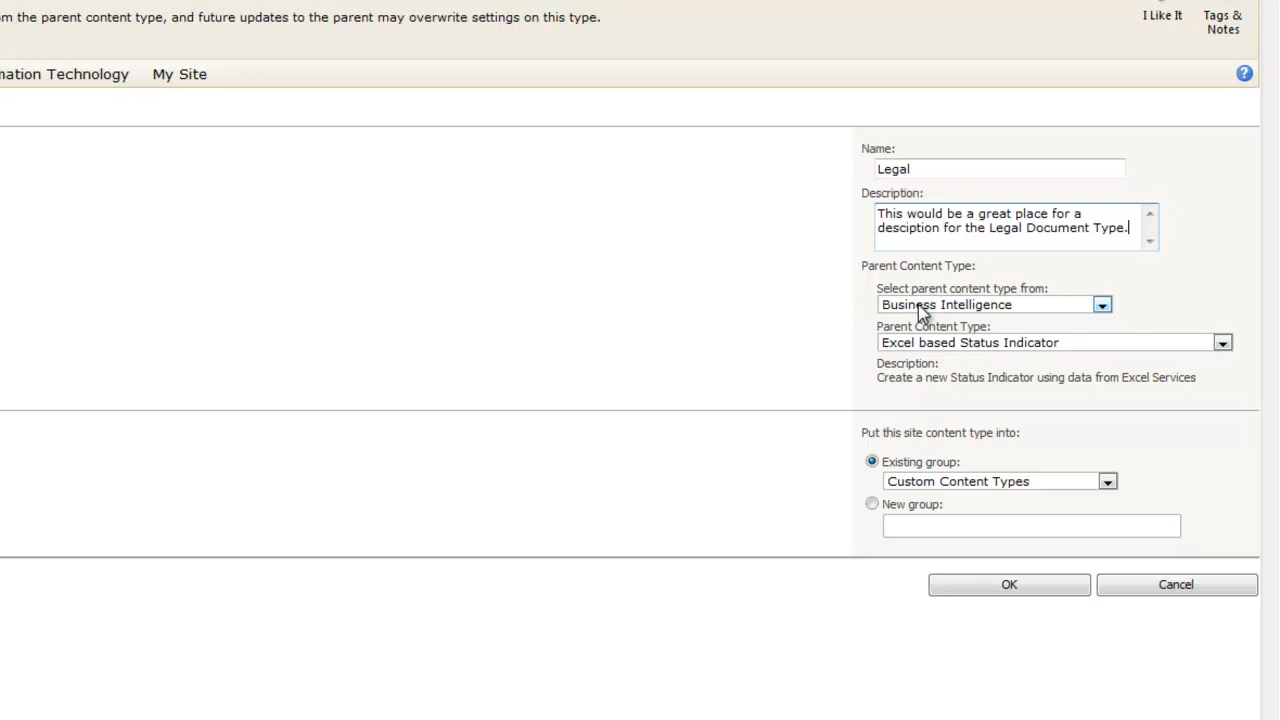 om the parent content type, and future updates to the parent may overwrite settings on this type.
I Like It
Tags &
Notes
mation Technology My Site
Name:
Legal
Description:
This would be a great place for a
desciption for the Legal Document Type.
Parent Content Type:
Select parent content type from:
Business Intelligence
Parent Content Type:
Excel based Status Indicator
Description:
Create a new Status Indicator using data from Excel Services
Put this site content type into:
Existing group:
Custom Content Types
New group:
OK Cancel